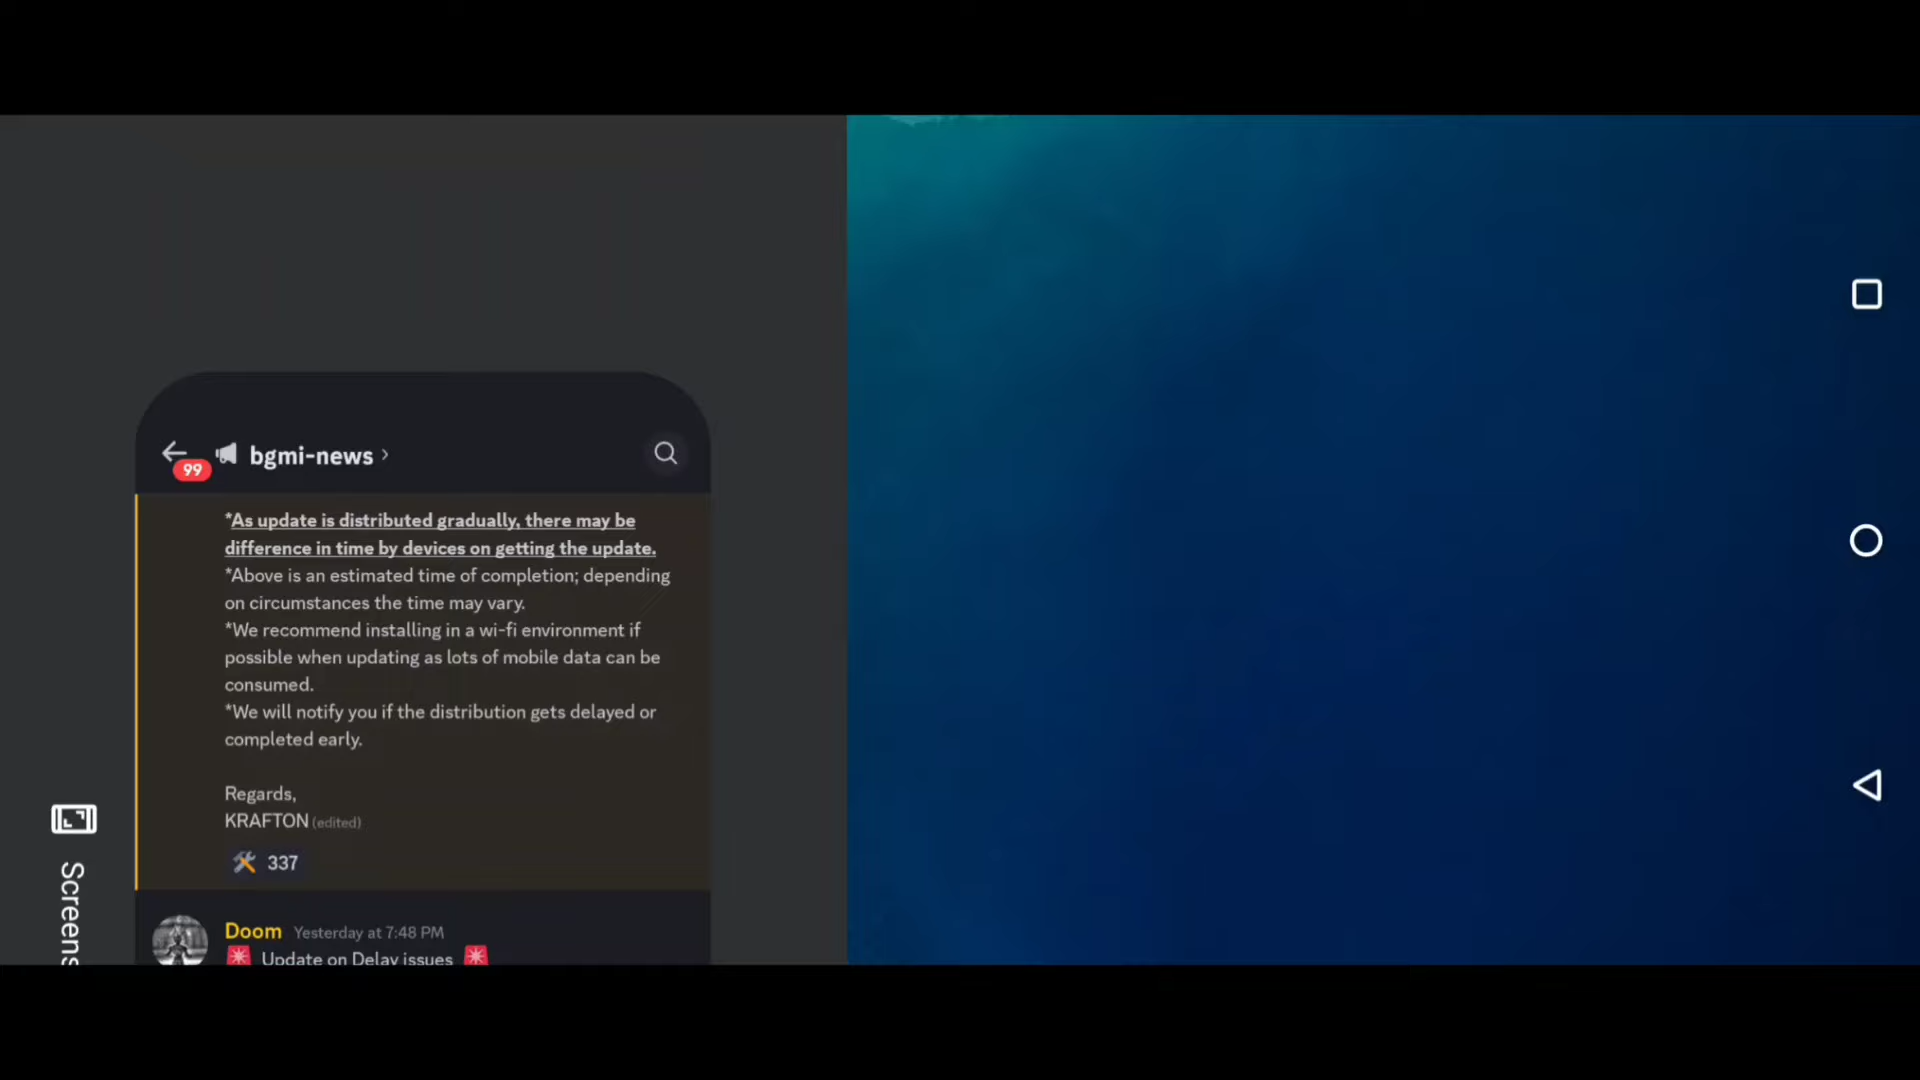 bgmi-news
99
*As update is distributed gradually, there may be
difference in time by devices on getting the update.
*Above is an estimated time of completion; depending
on circumstances the time may vary.
*We recommend installing in a wi-fi environment if
possible when updating as lots of mobile data can be
consumed.
*We will notify you if the distribution gets delayed or
completed early.
Regards,
KRAFTON (edited)
337
Doom Yesterday at 7:48 PM
Update on Delay issues
Screens